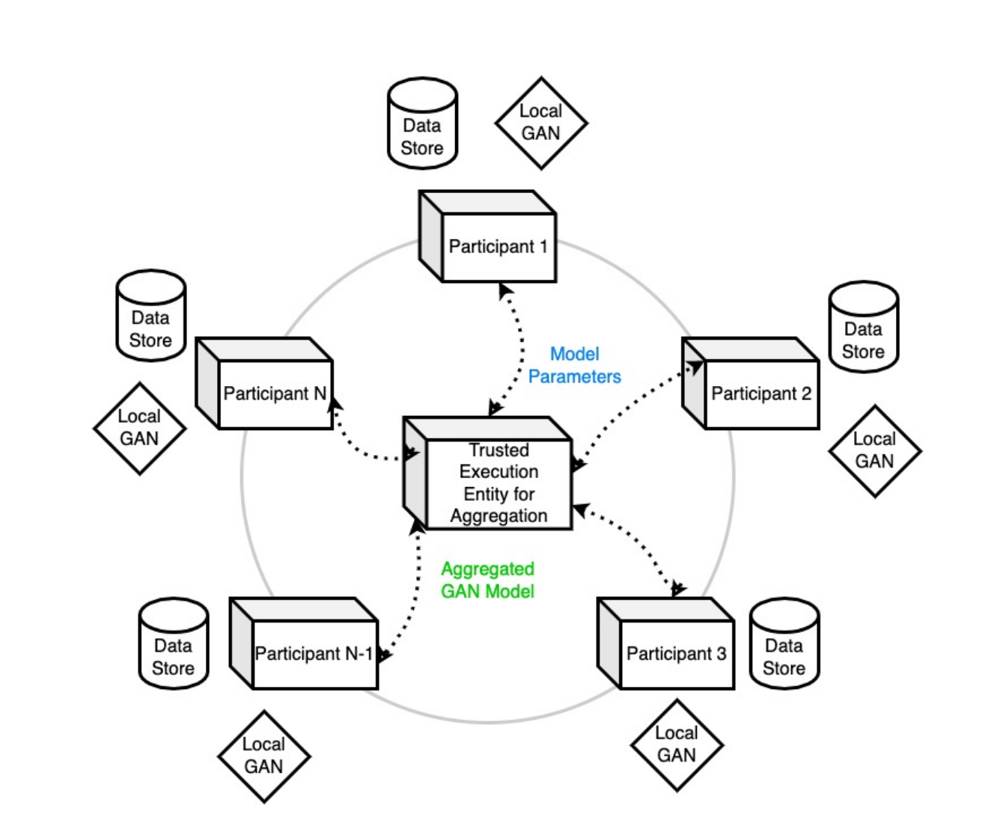 Data
Store
Local
GAN
Participant 1
Data
Store
Participant N
Local
GAN
Model
Parameters
Participant 2
Data
Store
Local
GAN
Trusted
Execution
Entity for
Aggregation
Aggregated
GAN Model
Data
Store
Participant N-1
Local
GAN
Participant 3
Data
Store
Local
GAN